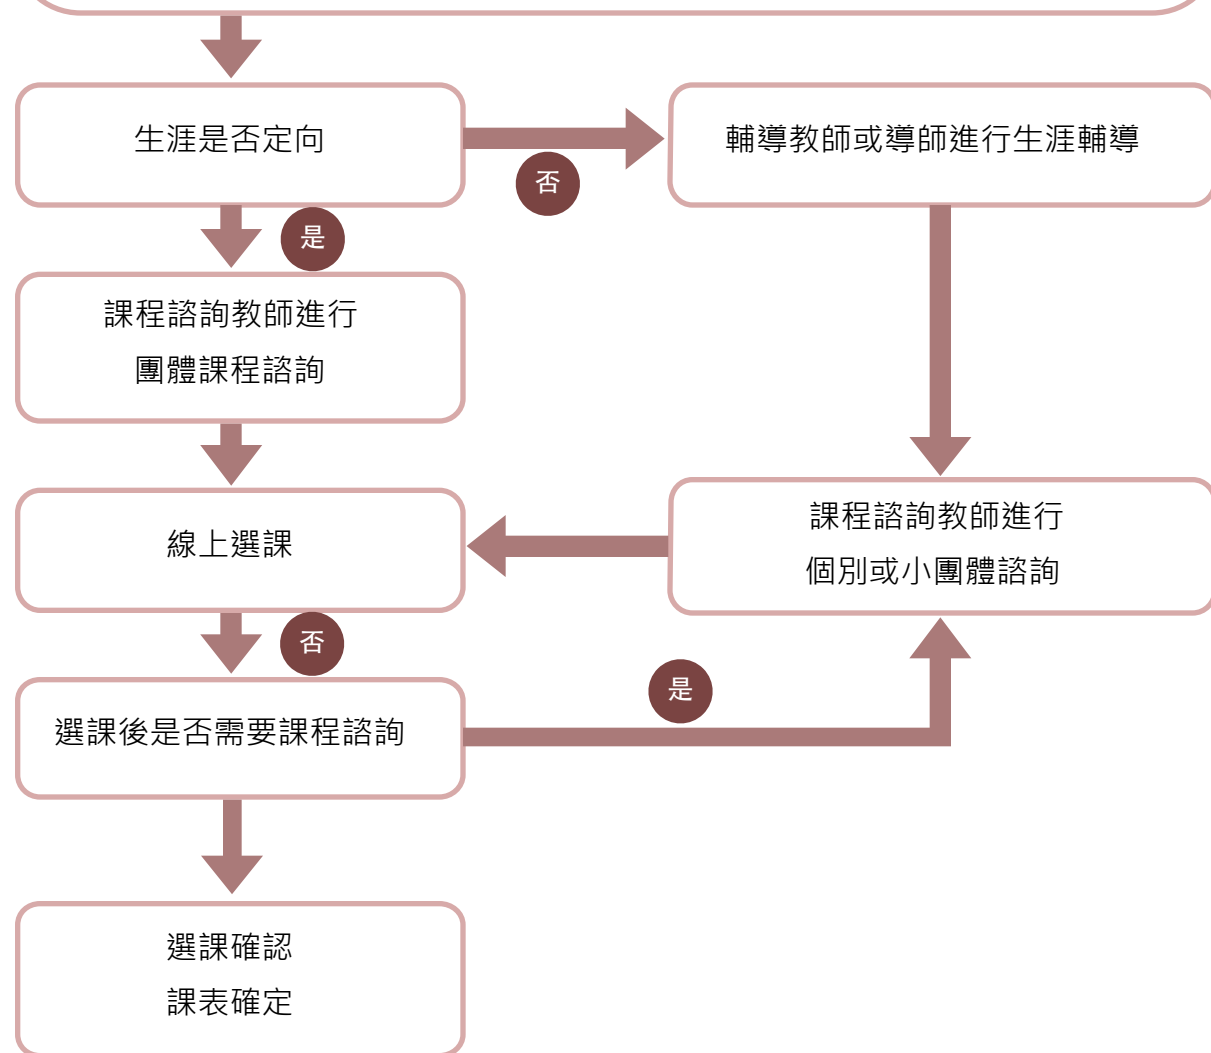 生涯是否定向
否
輔導教師或導師進行生涯輔導
是
課程諮詢教師進行
團體課程諮詢
線上選課
課程諮詢教師進行
個別或小團體諮詢
否
選課後是否需要課程諮詢
是
選課確認
課表確定